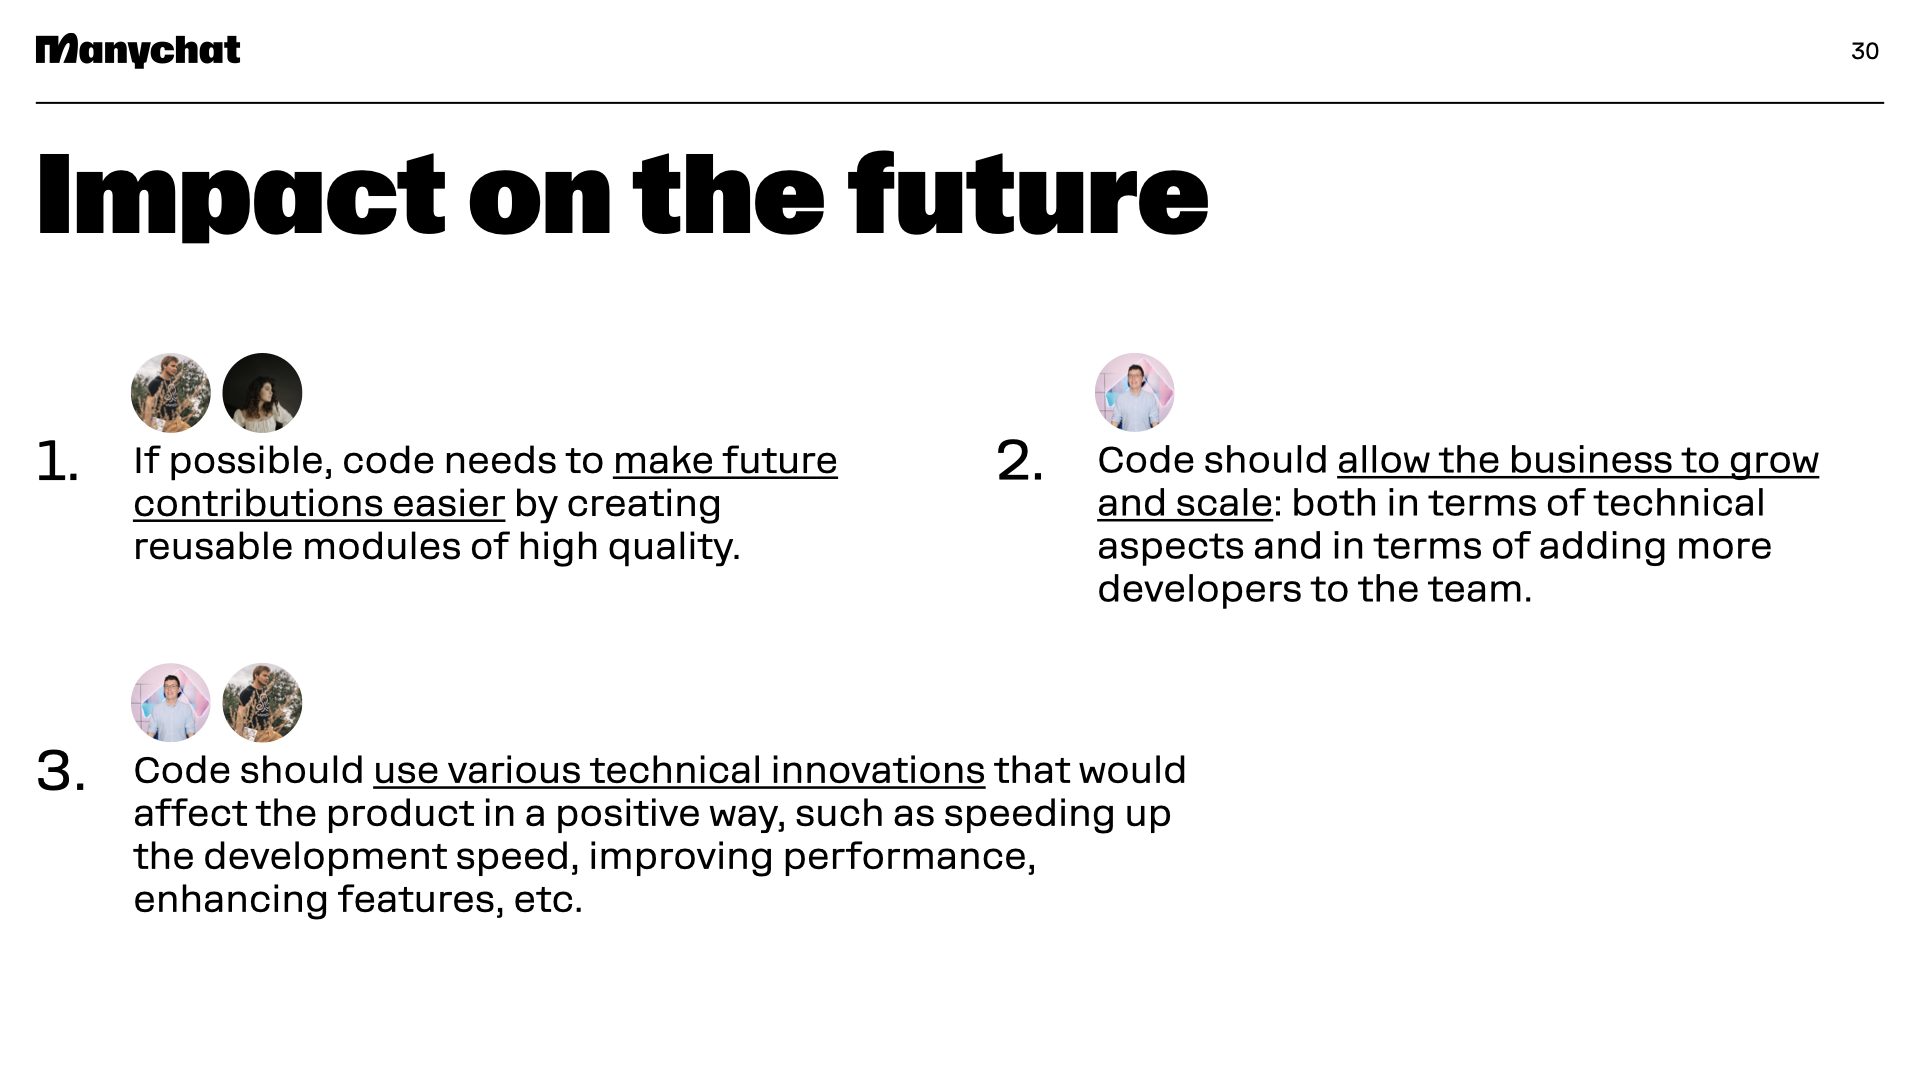 Manychat
30
Impact on the future
1.
If possible, code needs to make future
contributions easier by creating
reusable modules of high quality.
2.
Code should allow the business to grow
and scale: both in terms of technical
aspects and in terms of adding more
developers to the team.
3.
Code should use various technical innovations that would
affect the product in a positive way, such as speeding up
the development speed, improving performance,
enhancing features, etc.